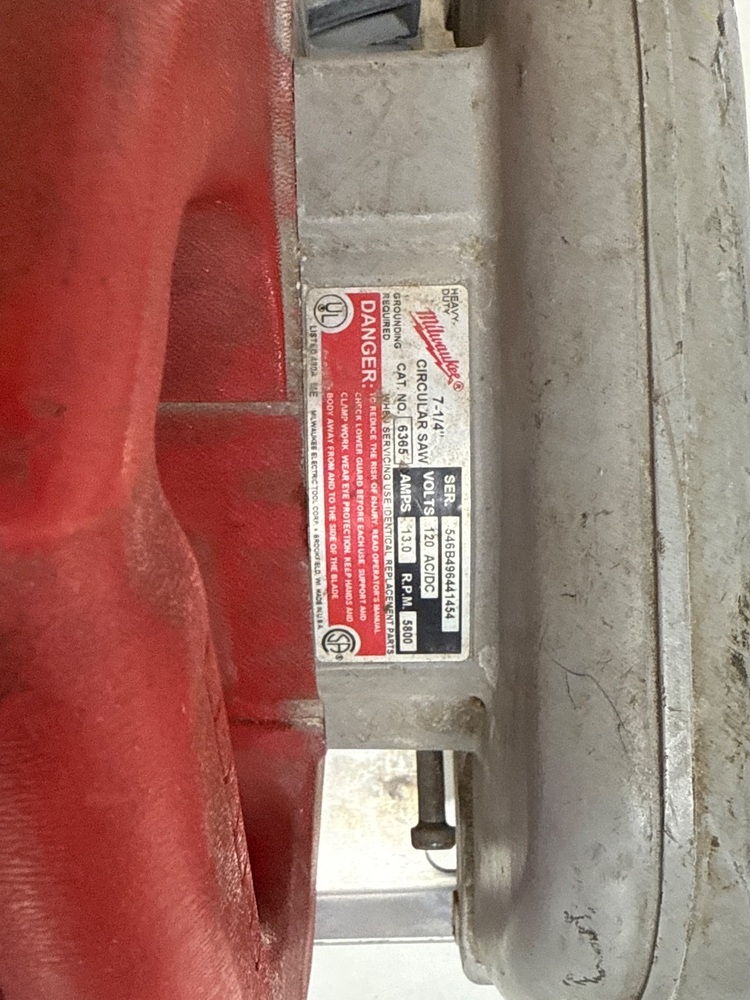 HEAVY-
DUTY
Milwaukee®
7-1/4"
CIRCULAR SAW
CAT. NO. 6365
SER. 546B496441454
VOLTS 120 AC/DC
AMPS 13.0 R.P.M. 5800
GROUNDING
REQUIRED
WHEN SERVICING USE IDENTICAL REPLACEMENT PARTS
DANGER: TO REDUCE THE RISK OF INJURY, READ OPERATOR'S MANUAL
CHECK LOWER GUARD BEFORE EACH USE. SUPPORT AND
CLAMP WORK. WEAR EYE PROTECTION. KEEP HANDS AND
BODY AWAY FROM AND TO THE SIDE OF THE BLADE
UL
LISTED
MILWAUKEE ELECTRIC TOOL CORP. • BROOKFIELD, WI. MADE IN U.S.A.
SA®